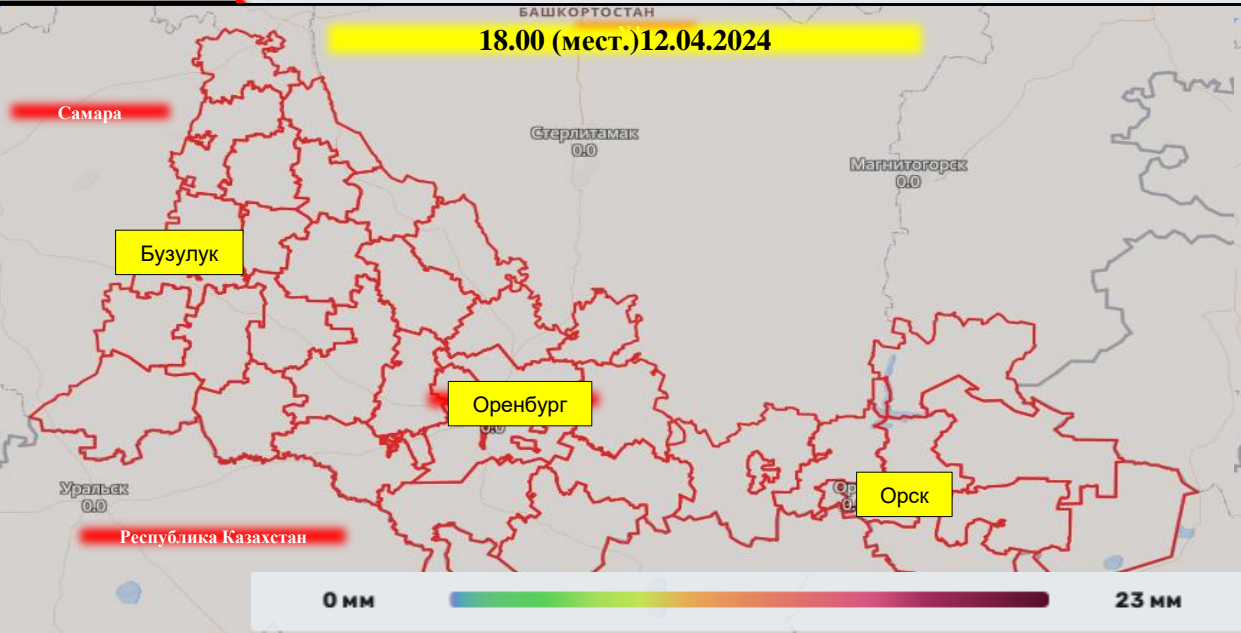 БАШКОРТОСТАН
18.00 (мест.)12.04.2024
Самара
Стерлитамак
0.0
Магнитогорск
0.0
Бузулук
Оренбург
0.0
Уральск
0.0
Орск
Республика Казахстан
0 мм
23 мм